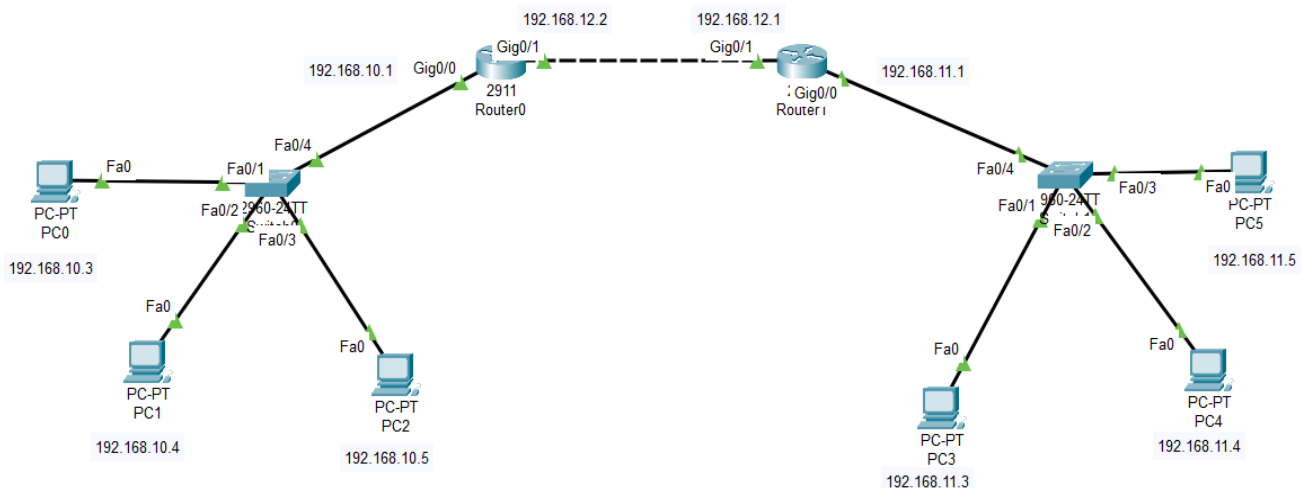 192.168.12.2
192.168.12.1
Gig0/1
Gig0/1
192.168.10.1
Gig0/0
192.168.11.1
2911
Router0
Gig0/0
Fa0/4
Fa0/4
Fa0
Fa0/1
Fa0/3
Fa0
PC-PT
PC0
Fa0/2
2960-24TT
Fa0/3
Fa0/1
960-24TT
Fa0/2
PC-PT
PC5
192.168.10.3
192.168.11.5
Fa0
Fa0
Fa0
Fa0
PC-PT
PC1
PC-PT
PC2
PC-PT
PC4
PC-PT
PC3
192.168.10.4
192.168.10.5
192.168.11.4
192.168.11.3